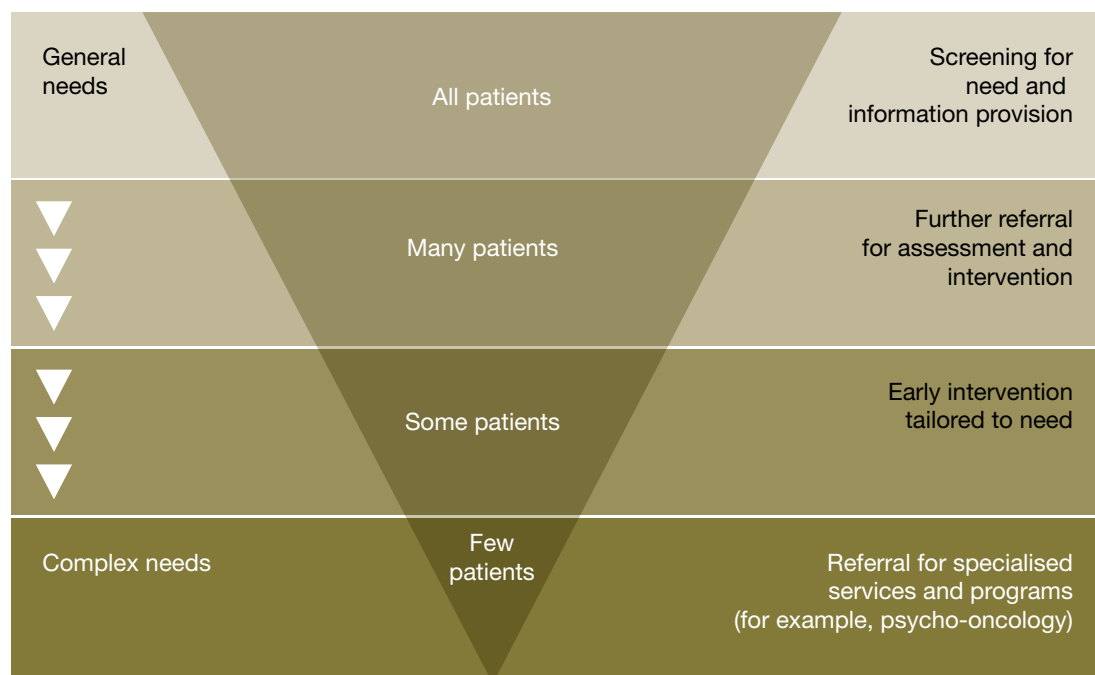 General
needs
All patients
Screening for
need and
information provision
Many patients
Further referral
for assessment and
intervention
Some patients
Early intervention
tailored to need
Complex needs
Few
patients
Referral for specialised
services and programs
(for example, psycho-oncology)